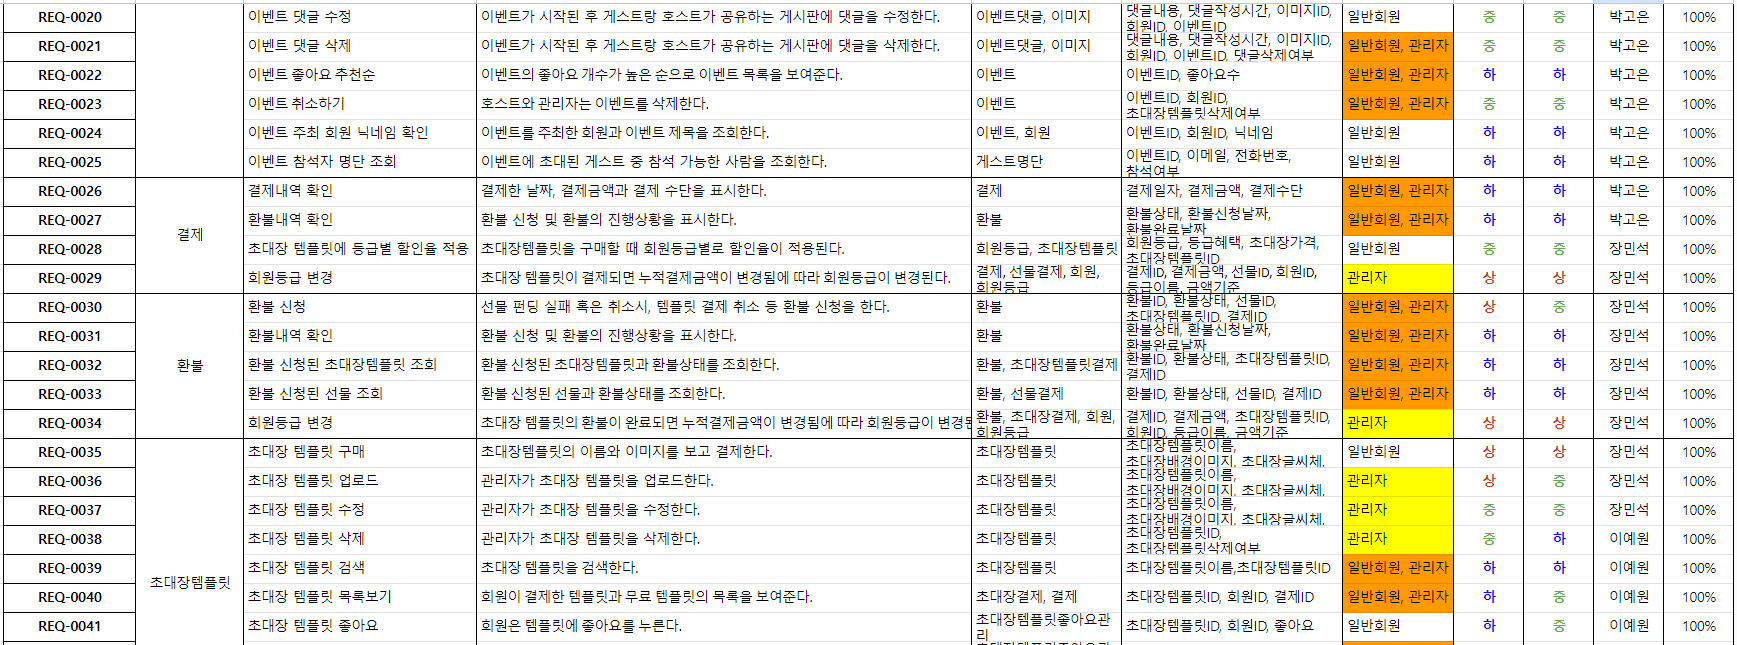 REQ-0020 이벤트 댓글 수정 이벤트가 시작된 후 게스트랑 호스트가 공유하는 게시판에 댓글을 수정한다. 이벤트댓글, 이미지 댓글내용, 댓글작성시간, 이미지ID, 회원ID, 이벤트ID 일반회원 중 중 박고은 100%
REQ-0021 이벤트 댓글 삭제 이벤트가 시작된 후 게스트랑 호스트가 공유하는 게시판에 댓글을 삭제한다. 이벤트댓글, 이미지 댓글내용, 댓글작성시간, 이미지ID, 회원ID, 이벤트ID, 댓글삭제여부 일반회원, 관리자 중 중 박고은 100%
REQ-0022 이벤트 좋아요 추천순 이벤트의 좋아요 개수가 높은 순으로 이벤트 목록을 보여준다. 이벤트 이벤트ID, 좋아요수 일반회원, 관리자 하 하 박고은 100%
REQ-0023 이벤트 취소하기 호스트와 관리자는 이벤트를 삭제한다. 이벤트 이벤트ID, 회원ID, 초대장템플릿삭제여부 일반회원, 관리자 중 중 박고은 100%
REQ-0024 이벤트 주최 회원 닉네임 확인 이벤트를 주최한 회원과 이벤트 제목을 조회한다. 이벤트, 회원 이벤트ID, 회원ID, 닉네임 일반회원 하 하 박고은 100%
REQ-0025 이벤트 참석자 명단 조회 이벤트에 초대된 게스트 중 참석 가능한 사람을 조회한다. 게스트명단 이벤트ID, 이메일, 전화번호, 참석여부 일반회원 하 하 박고은 100%
REQ-0026 결제내역 확인 결제한 날짜, 결제금액과 결제 수단을 표시한다. 결제 결제일자, 결제금액, 결제수단 일반회원, 관리자 하 하 박고은 100%
REQ-0027 환불내역 확인 환불 신청 및 환불의 진행상황을 표시한다. 환불 환불상태, 환불신청날짜, 환불완료날짜 일반회원, 관리자 하 하 박고은 100%
결제
REQ-0028 초대장 템플릿에 등급별 할인율 적용 초대장템플릿을 구매할 때 회원등급별로 할인율이 적용된다. 회원등급, 초대장템플릿 회원등급, 등급혜택, 초대장가격, 초대장템플릿ID 일반회원 중 중 장민석 100%
REQ-0029 회원등급 변경 초대장 템플릿이 결제되면 누적결제금액이 변경됨에 따라 회원등급이 변경된다. 결제, 선물결제, 회원, 회원등급 결제ID, 결제금액, 선물ID, 회원ID, 등급이름, 금액기준 관리자 상 상 장민석 100%
REQ-0030 환불 신청 선물 펀딩 실패 혹은 취소시, 템플릿 결제 취소 등 환불 신청을 한다. 환불 환불ID, 환불상태, 선물ID, 초대장템플릿ID, 결제ID 일반회원, 관리자 상 중 장민석 100%
REQ-0031 환불내역 확인 환불 신청 및 환불의 진행상황을 표시한다. 환불 환불상태, 환불신청날짜, 환불완료날짜 일반회원, 관리자 하 하 장민석 100%
REQ-0032 환불 환불 신청된 초대장템플릿 조회 환불 신청된 초대장템플릿과 환불상태를 조회한다. 환불, 초대장템플릿결제 환불ID, 환불상태, 초대장템플릿ID, 결제ID 일반회원, 관리자 하 하 장민석 100%
REQ-0033 환불 신청된 선물 조회 환불 신청된 선물과 환불상태를 조회한다. 환불, 선물결제 환불ID, 환불상태, 선물ID, 결제ID 일반회원, 관리자 하 하 장민석 100%
REQ-0034 회원등급 변경 초대장 템플릿의 환불이 완료되면 누적결제금액이 변경됨에 따라 회원등급이 변경된 환불, 초대장결제, 회원, 회원등급 결제ID, 결제금액, 초대장템플릿ID, 회원ID, 등급이름, 금액기준 관리자 상 상 장민석 100%
REQ-0035 초대장 템플릿 구매 초대장템플릿의 이름와 이미지를 보고 결제한다. 초대장템플릿 초대장템플릿이름, 초대장배경이미지, 초대장글씨체, 일반회원 상 상 장민석 100%
REQ-0036 초대장 템플릿 업로드 관리자가 초대장 템플릿을 업로드한다. 초대장템플릿 초대장템플릿이름, 초대장배경이미지, 초대장글씨체, 관리자 상 중 장민석 100%
REQ-0037 초대장 템플릿 수정 관리자가 초대장 템플릿을 수정한다. 초대장템플릿 초대장템플릿이름, 초대장배경이미지, 초대장글씨체, 관리자 중 중 장민석 100%
REQ-0038 초대장 템플릿 삭제 관리자가 초대장 템플릿을 삭제한다. 초대장템플릿 초대장템플릿ID, 초대장템플릿삭제여부 관리자 중 하 이예원 100%
REQ-0039 초대장 템플릿 검색 초대장 템플릿을 검색한다. 초대장템플릿 초대장템플릿이름,초대장템플릿ID 일반회원, 관리자 하 하 이예원 100%
초대장템플릿
REQ-0040 초대장 템플릿 목록보기 회원이 결제한 템플릿과 무료 템플릿의 목록을 보여준다. 초대장결제, 결제 초대장템플릿ID, 회원ID, 결제ID 일반회원, 관리자 하 중 이예원 100%
REQ-0041 초대장 템플릿 좋아요 회원은 템플릿에 좋아요를 누른다. 초대장템플릿좋아요관리 초대장템플릿ID, 회원ID, 좋아요 일반회원 하 중 이예원 100%